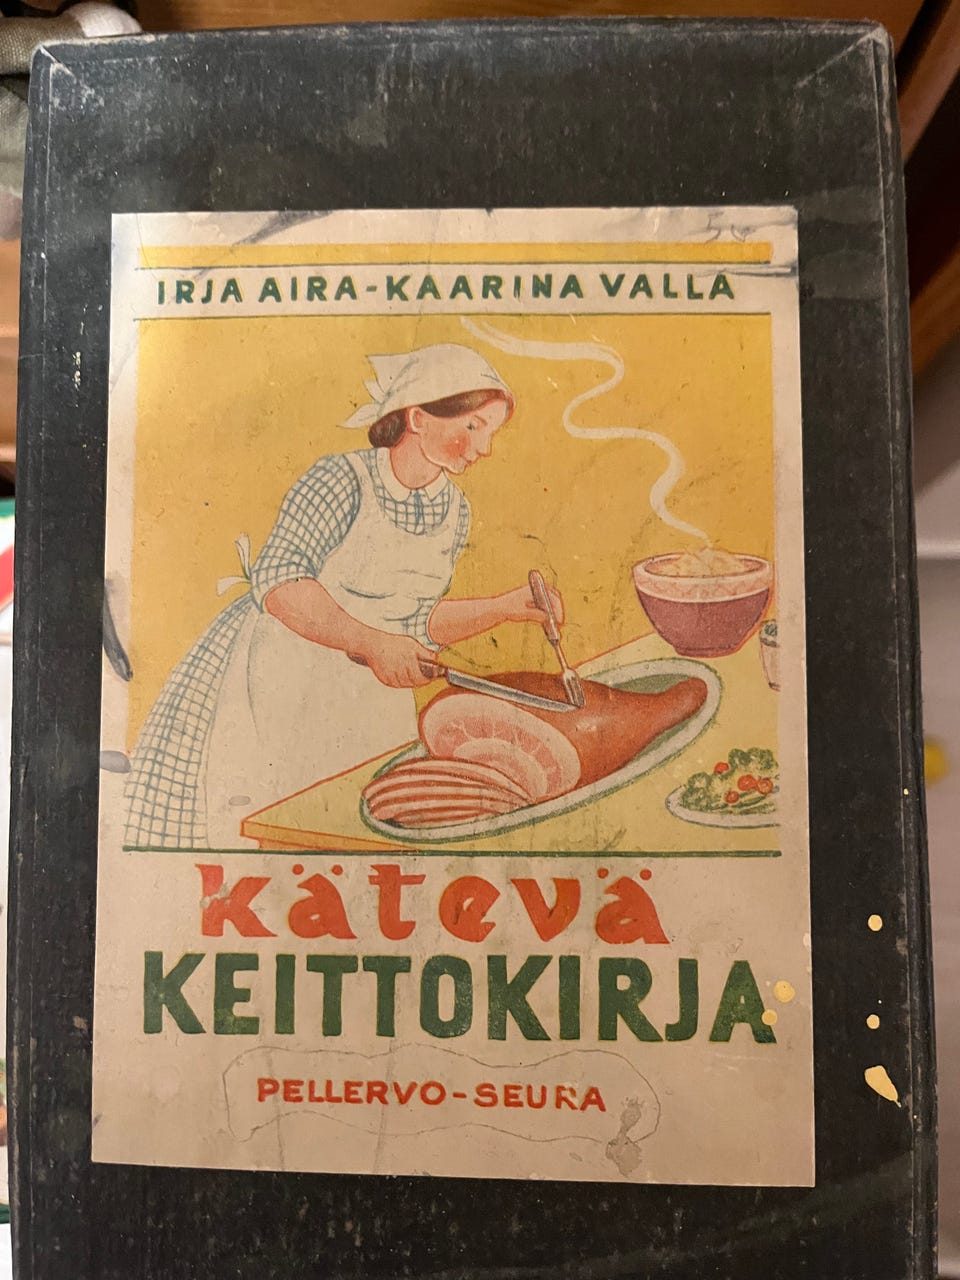 IRJA AIRA-KAARINA VALLA
kätevä
KEITTOKIRJA
PELLERVO-SEURA